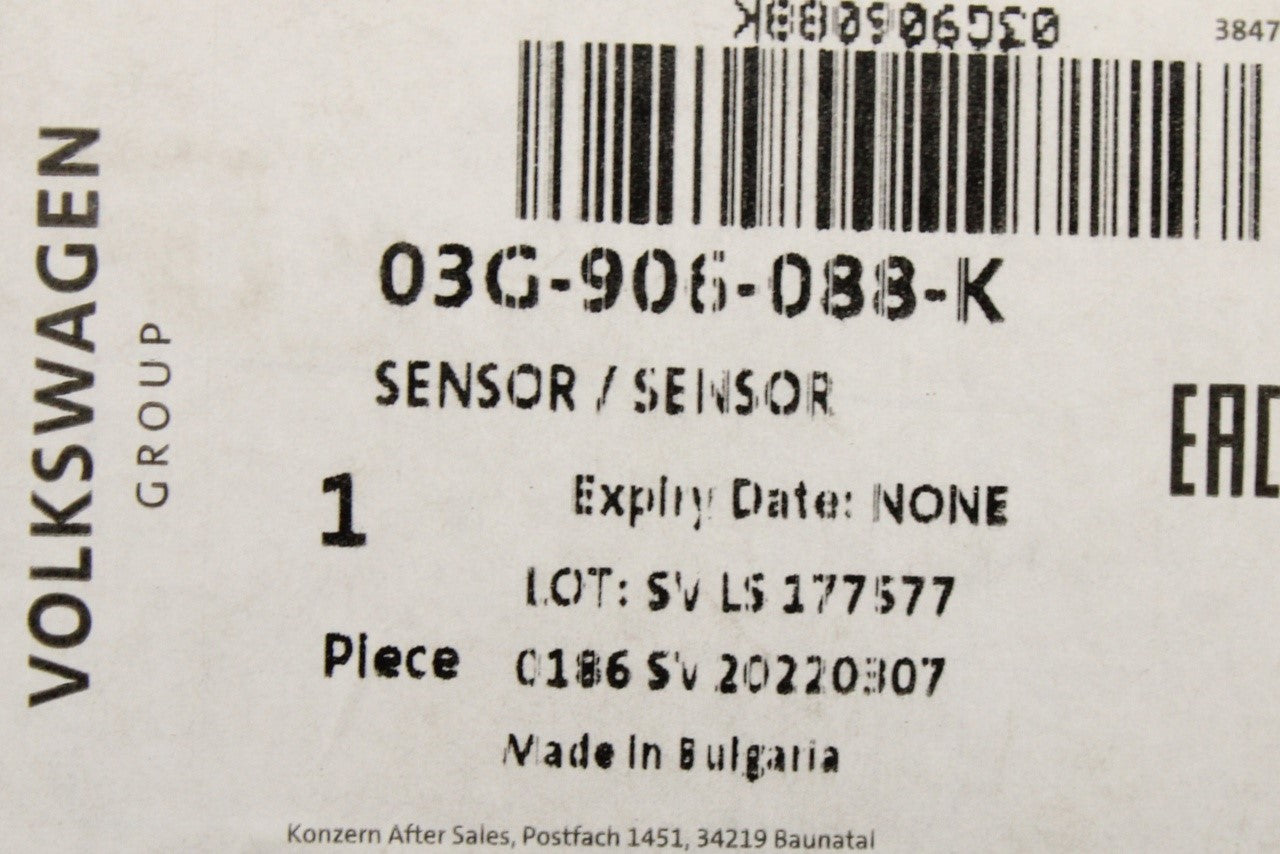 03G906088K
3847
03G-906-088-K
SENSOR / SENSOR
EAC
1
Expiry Date: NONE
LOT: SV LS 177577
Piece
0186 SV 20220307
Made in Bulgaria
VOLKSWAGEN
GROUP
Konzern After Sales, Postfach 1451, 34219 Baunatal